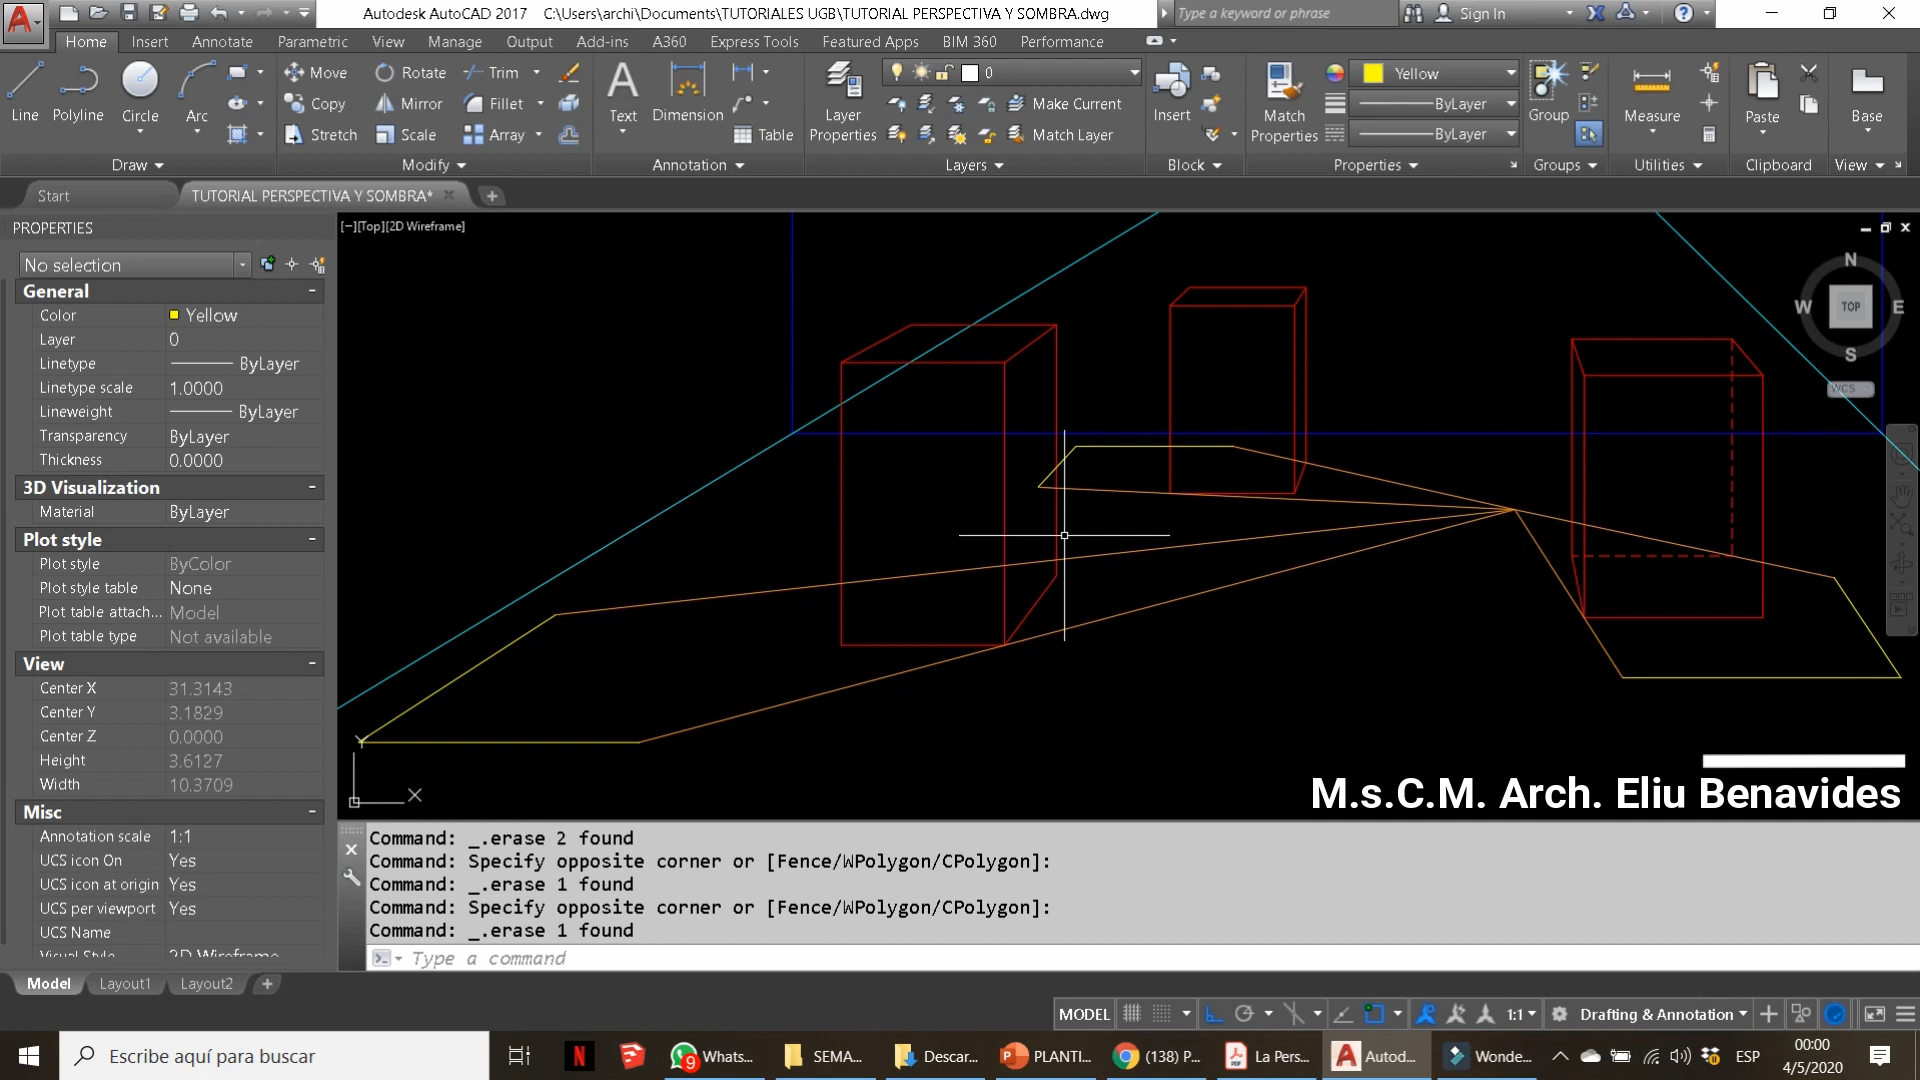 Autodesk AutoCAD 2017 C:\Users\archi\Documents\TUTORIALES UGB\TUTORIAL PERSPECTIVA Y SOMBRA.dwg
Type a keyword or phrase
Sign In
Home Insert Annotate Parametric View Manage Output Add-ins A360 Express Tools Featured Apps BIM 360 Performance
Line Polyline Circle Arc
Move Rotate Trim
Copy Mirror Fillet
Stretch Scale Array
Text Dimension Table
Layer Properties
0
Make Current
Match Layer
Insert
Match Properties
Yellow
ByLayer
ByLayer
Group Measure Paste Base
Draw Modify Annotation Layers Block Properties Groups Utilities Clipboard View
Start TUTORIAL PERSPECTIVA Y SOMBRA*
PROPERTIES
[−][Top][2D Wireframe]
No selection
General
Color Yellow
Layer 0
Linetype ByLayer
Linetype scale 1.0000
Lineweight ByLayer
Transparency ByLayer
Thickness 0.0000
3D Visualization
Material ByLayer
Plot style
Plot style ByColor
Plot style table None
Plot table attach... Model
Plot table type Not available
View
Center X 31.3143
Center Y 3.1829
Center Z 0.0000
Height 3.6127
Width 10.3709
Misc
Annotation scale 1:1
UCS icon On Yes
UCS icon at origin Yes
UCS per viewport Yes
UCS Name
Visual Style 2D Wireframe
N
W TOP E
S
WCS
Y
X
M.s.C.M. Arch. Eliu Benavides
Command: _.erase 2 found
Command: Specify opposite corner or [Fence/WPolygon/CPolygon]:
Command: _.erase 1 found
Command: Specify opposite corner or [Fence/WPolygon/CPolygon]:
Command: _.erase 1 found
Type a command
Model Layout1 Layout2
MODEL 1:1 Drafting & Annotation
Escribe aquí para buscar
9
Whats... SEMA... Descar... PLANTI... (138) P... La Pers... Autod... Wonde...
ESP
00:00
4/5/2020